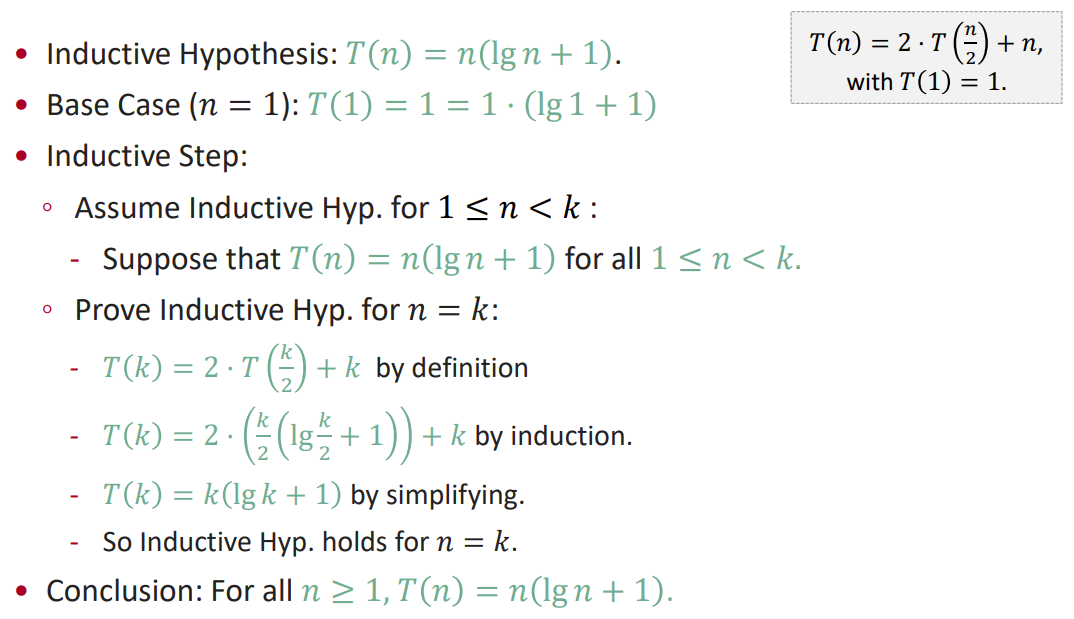 • Inductive Hypothesis: T(n) = n(lg n + 1).
• Base Case (n = 1): T(1) = 1 = 1 · (lg 1 + 1)
• Inductive Step:
∘ Assume Inductive Hyp. for 1 ≤ n < k :
- Suppose that T(n) = n(lg n + 1) for all 1 ≤ n < k.
∘ Prove Inductive Hyp. for n = k:
- T(k) = 2 · T(k/2) + k by definition
- T(k) = 2 · (k/2 (lg k/2 + 1)) + k by induction.
- T(k) = k(lg k + 1) by simplifying.
- So Inductive Hyp. holds for n = k.
• Conclusion: For all n ≥ 1, T(n) = n(lg n + 1).
T(n) = 2 · T(n/2) + n,
with T(1) = 1.